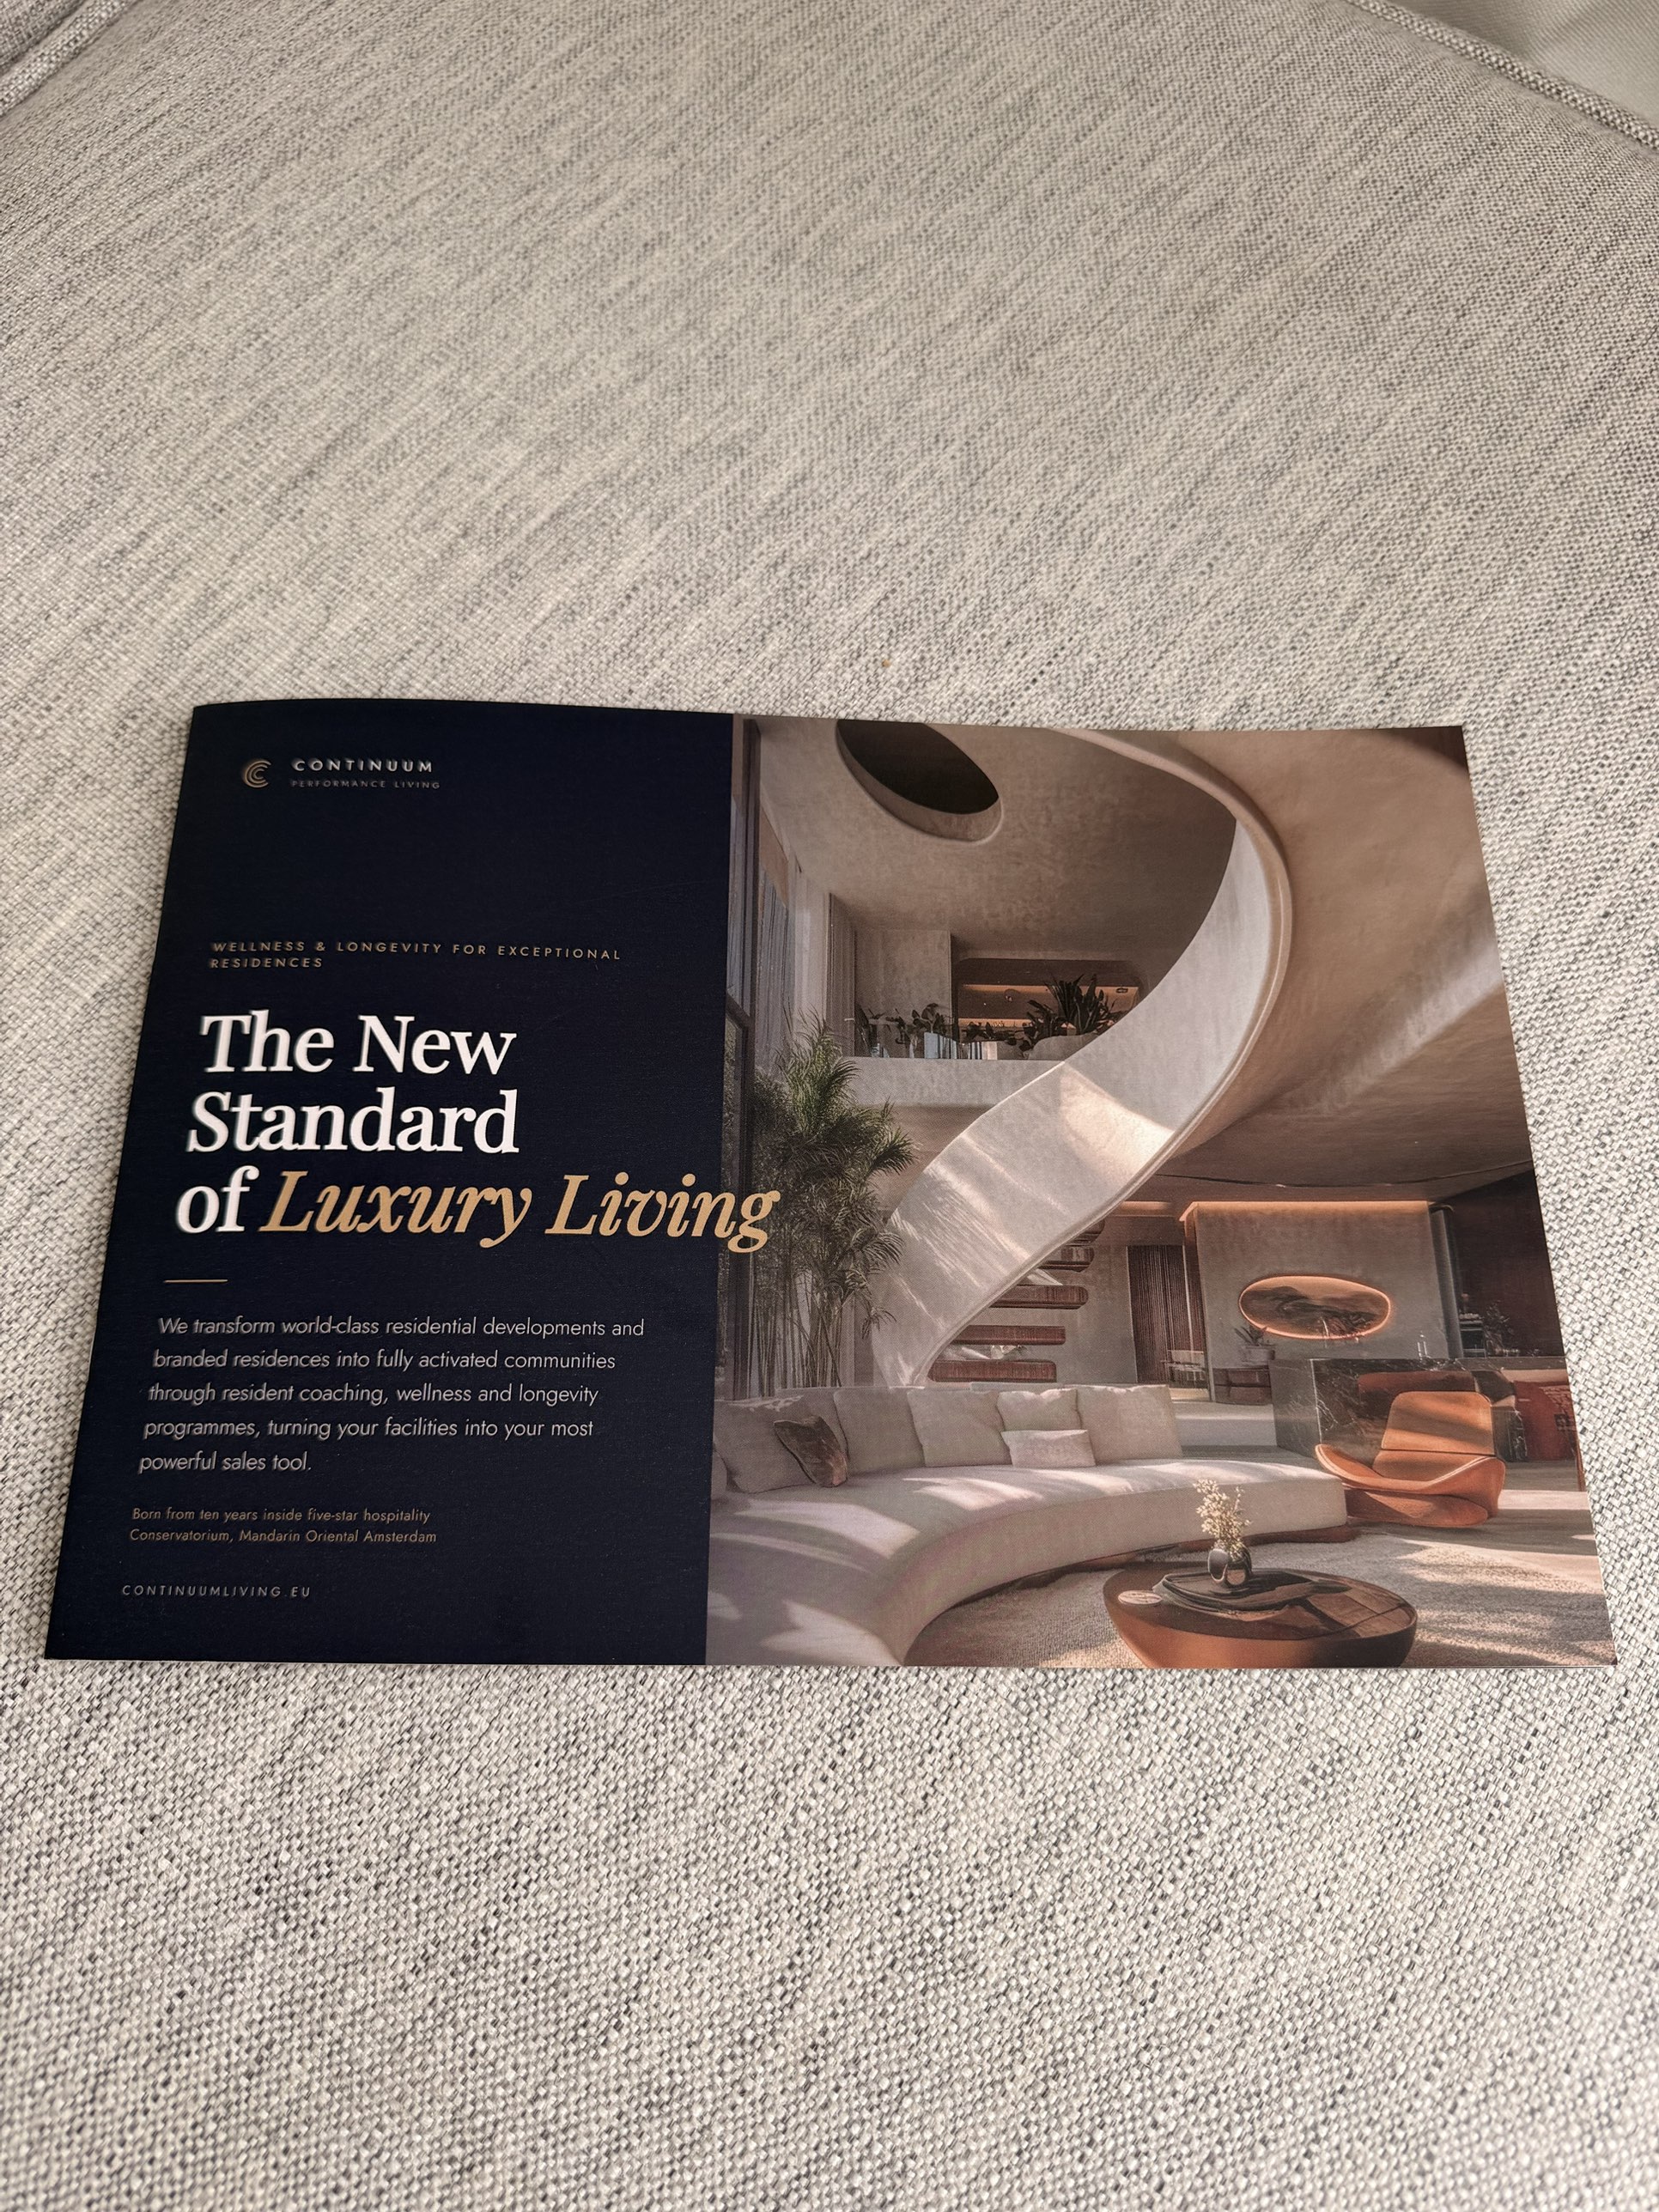 CONTINUUM
PERFORMANCE LIVING
WELLNESS & LONGEVITY FOR EXCEPTIONAL
RESIDENCES
The New
Standard
of Luxury Living
We transform world-class residential developments and
branded residences into fully activated communities
through resident coaching, wellness and longevity
programmes, turning your facilities into your most
powerful sales tool.
Born from ten years inside five-star hospitality
Conservatorium, Mandarin Oriental Amsterdam
CONTINUUMLIVING.EU